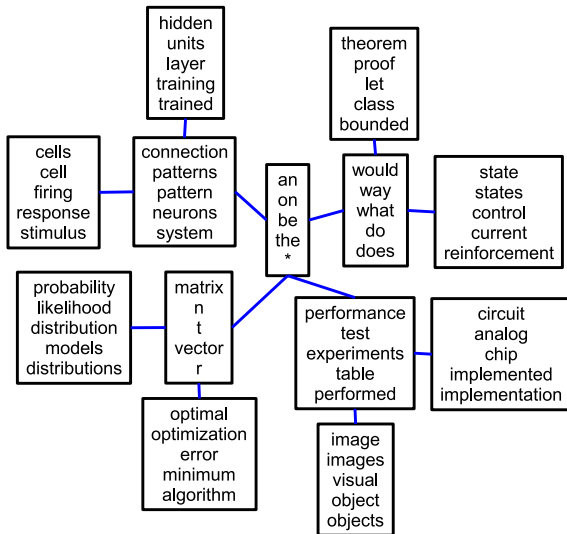 hidden
units
layer
training
trained
theorem
proof
let
class
bounded
cells
cell
firing
response
stimulus
connection
patterns
pattern
neurons
system
an
on
be
the
*
would
way
what
do
does
state
states
control
current
reinforcement
probability
likelihood
distribution
models
distributions
matrix
n
t
vector
r
performance
test
experiments
table
performed
circuit
analog
chip
implemented
implementation
optimal
optimization
error
minimum
algorithm
image
images
visual
object
objects